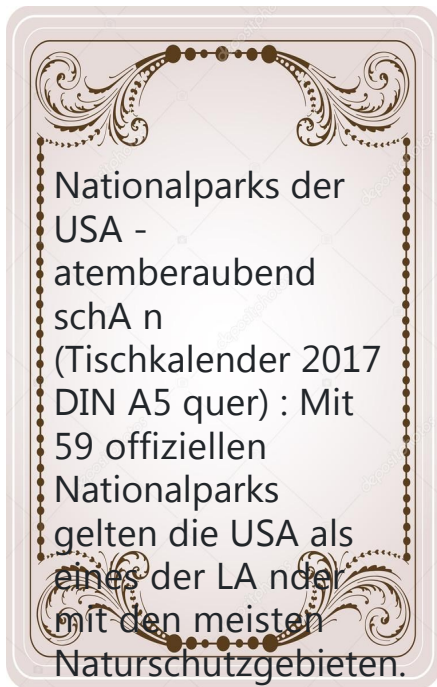 Nationalparks der
USA -
atemberaubend
schA n
(Tischkalender 2017
DIN A5 quer) : Mit
59 offiziellen
Nationalparks
gelten die USA als
eines der LA nder
mit den meisten
Naturschutzgebieten.